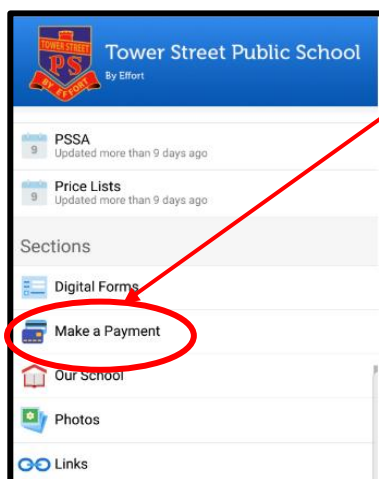 TOWER STREET
PS
BY EFFORT
Tower Street Public School
By Effort
9
PSSA
Updated more than 9 days ago
9
Price Lists
Updated more than 9 days ago
Sections
Digital Forms
Make a Payment
Our School
Photos
Links